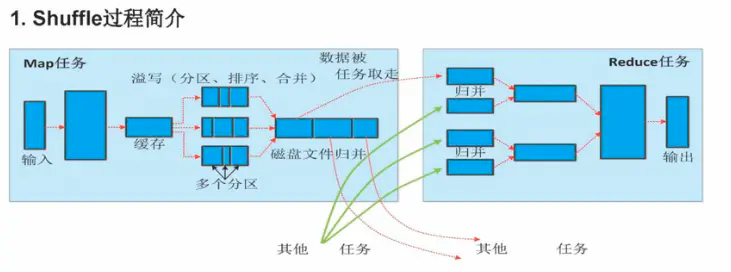 1. Shuffle过程简介
Map任务
溢写（分区、排序、合并）
数据被
任务取走
输入
缓存
磁盘文件归并
多个分区
Reduce任务
归并
归并
输出
其他 任务
其他 任务